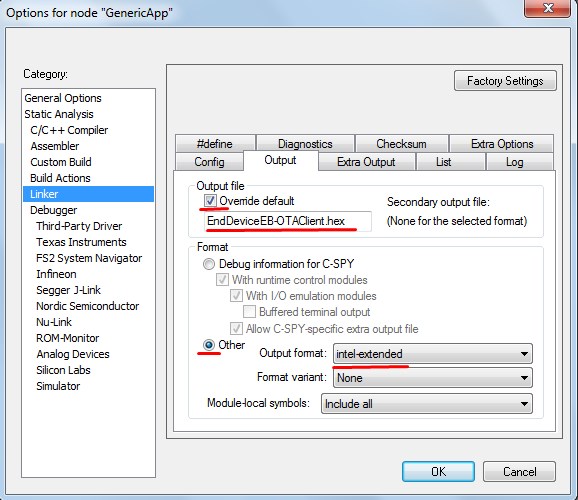 Options for node "GenericApp"
Category:
General Options
Static Analysis
C/C++ Compiler
Assembler
Custom Build
Build Actions
Linker
Debugger
Third-Party Driver
Texas Instruments
FS2 System Navigator
Infineon
Segger J-Link
Nordic Semiconductor
Nu-Link
ROM-Monitor
Analog Devices
Silicon Labs
Simulator
Factory Settings
#define Diagnostics Checksum Extra Options
Config Output Extra Output List Log
Output file
Override default Secondary output file:
EndDeviceEB-OTAClient.hex (None for the selected format)
Format
Debug information for C-SPY
With runtime control modules
With I/O emulation modules
Buffered terminal output
Allow C-SPY-specific extra output file
Other
Output format: intel-extended
Format variant: None
Module-local symbols: Include all
OK Cancel